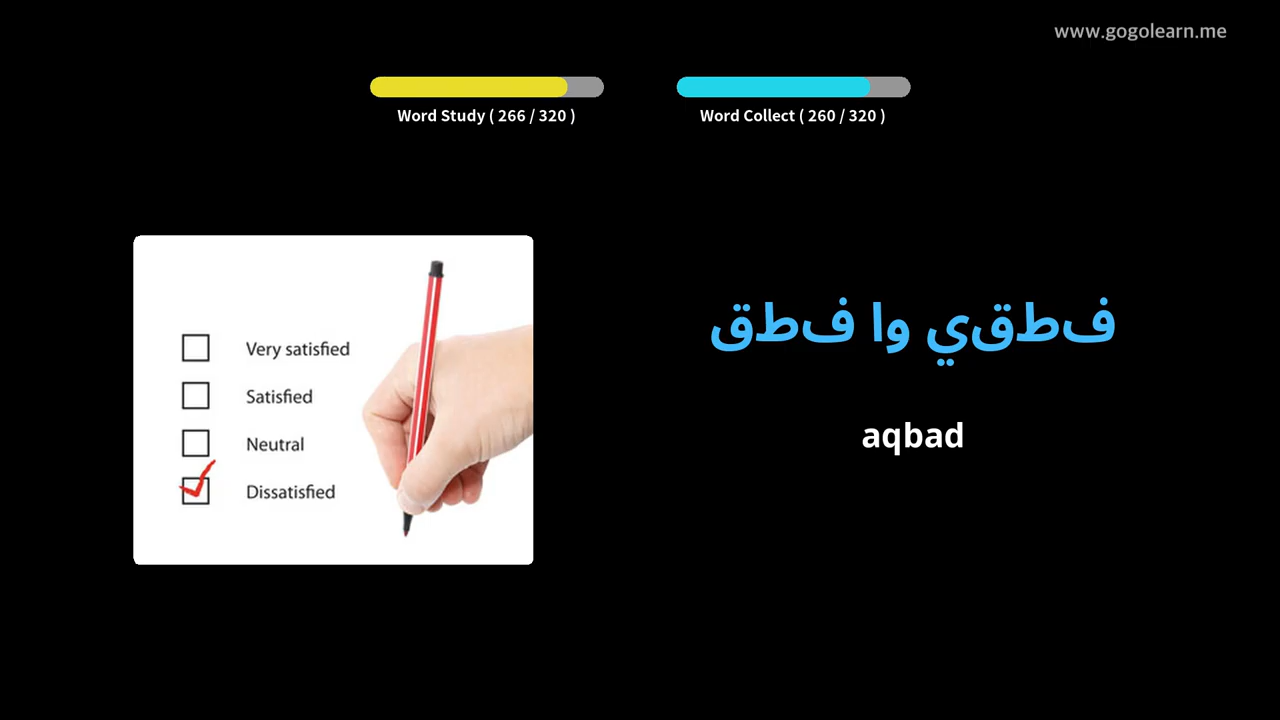 www.gogolearn.me
Word Study ( 266 / 320 )
Word Collect ( 260 / 320 )
Very satisfied
Satisfied
Neutral
Dissatisfied
فطقي وا فطق
aqbad